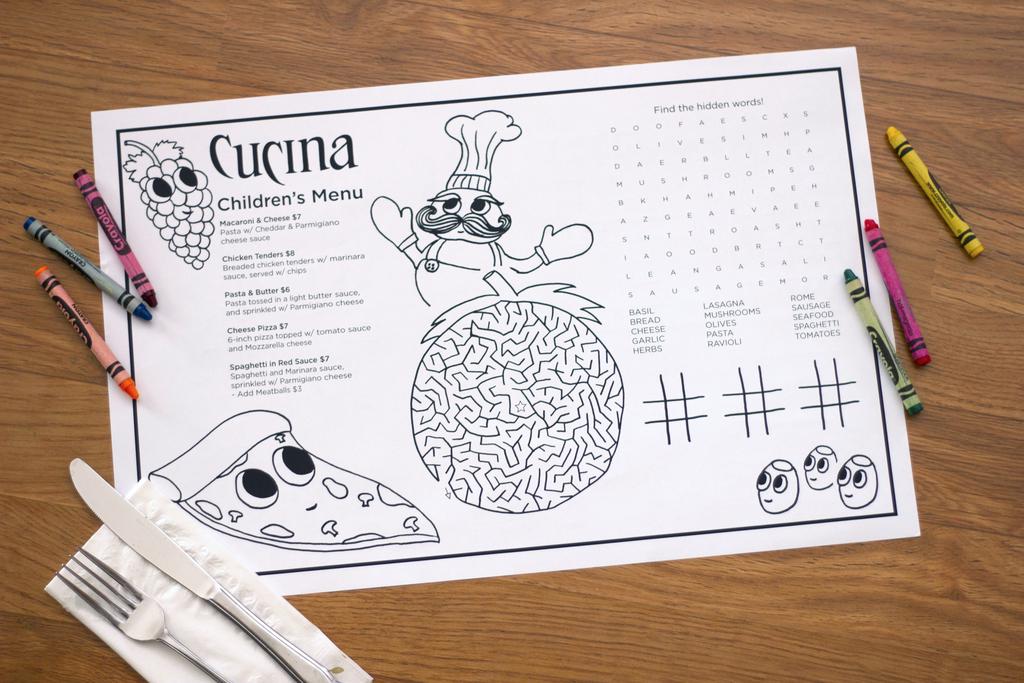 Cucina
Children's Menu
Macaroni & Cheese $7
Pasta w/ Cheddar & Parmigiano
cheese sauce
Chicken Tenders $8
Breaded chicken tenders w/ marinara
sauce, served w/ chips
Pasta & Butter $6
Pasta tossed in a light butter sauce,
and sprinkled w/ Parmigiano cheese
Cheese Pizza $7
6-inch pizza topped w/ tomato sauce
and Mozzarella cheese
Spaghetti in Red Sauce $7
Spaghetti and Marinara sauce,
sprinkled w/ Parmigiano cheese
- Add Meatballs $3
Find the hidden words!
D O O F A E S C X S
O L I V E S I M H P
D A E R B L L T E A
M U S H R O O M S G
B K H A H M I P E H
A Z G E A E V A E E
S N T T R O A S H T
I A O O D B R T C T
L E A N G A S A L I
S A U S A G E M O R
BASIL
BREAD
CHEESE
GARLIC
HERBS
LASAGNA
MUSHROOMS
OLIVES
PASTA
RAVIOLI
ROME
SAUSAGE
SEAFOOD
SPAGHETTI
TOMATOES
Crayola
Crayola